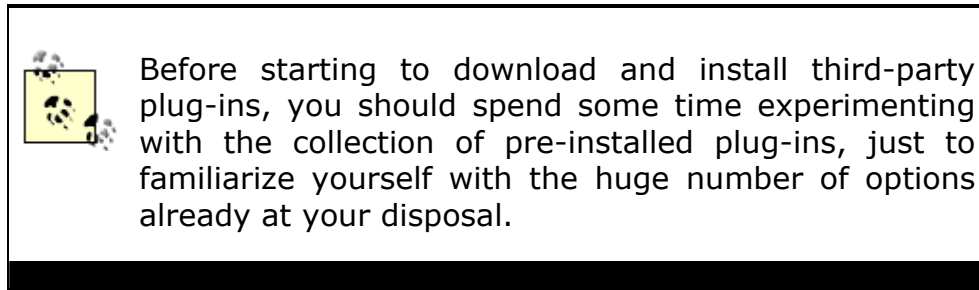 Before starting to download and install third-party
plug-ins, you should spend some time experimenting
with the collection of pre-installed plug-ins, just to
familiarize yourself with the huge number of options
already at your disposal.